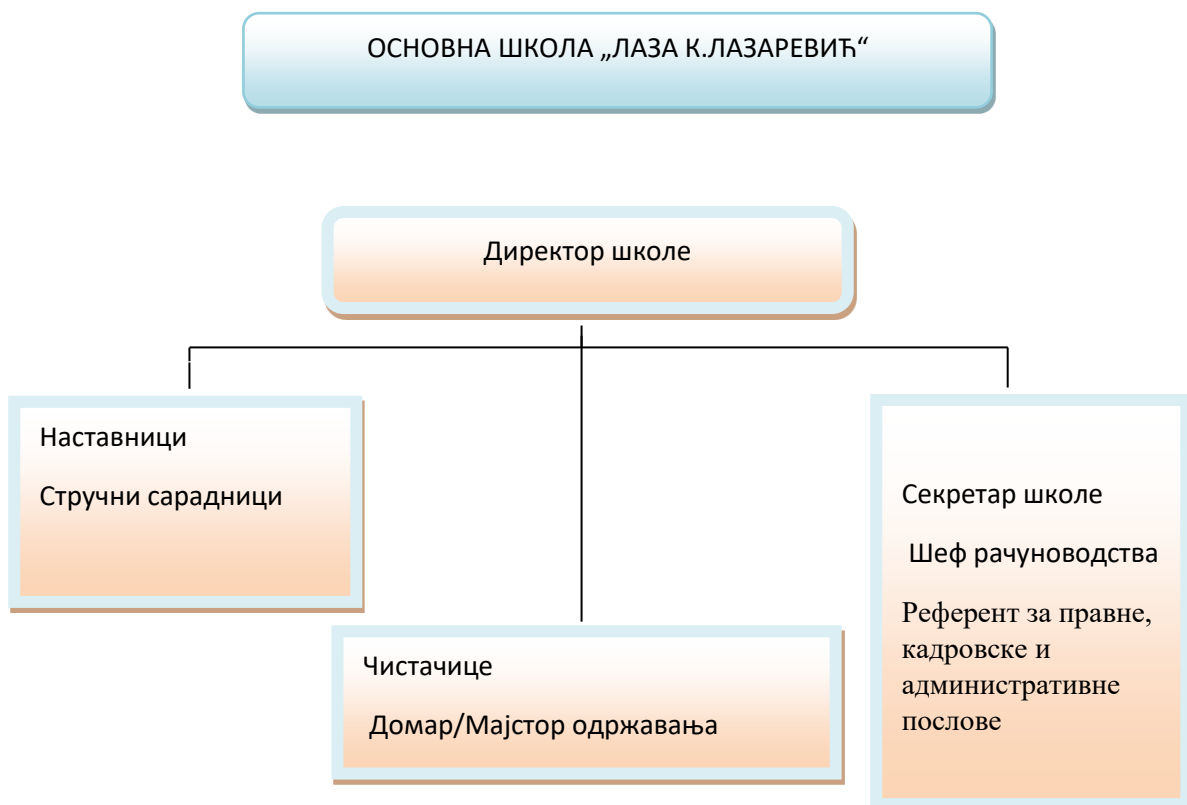 ОСНОВНА ШКОЛА „ЛАЗА К.ЛАЗАРЕВИЋ“
Директор школе
Наставници
Стручни сарадници
Чистачице
Домар/Мајстор одржавања
Секретар школе
Шеф рачуноводства
Референт за правне,
кадровске и
административне
послове